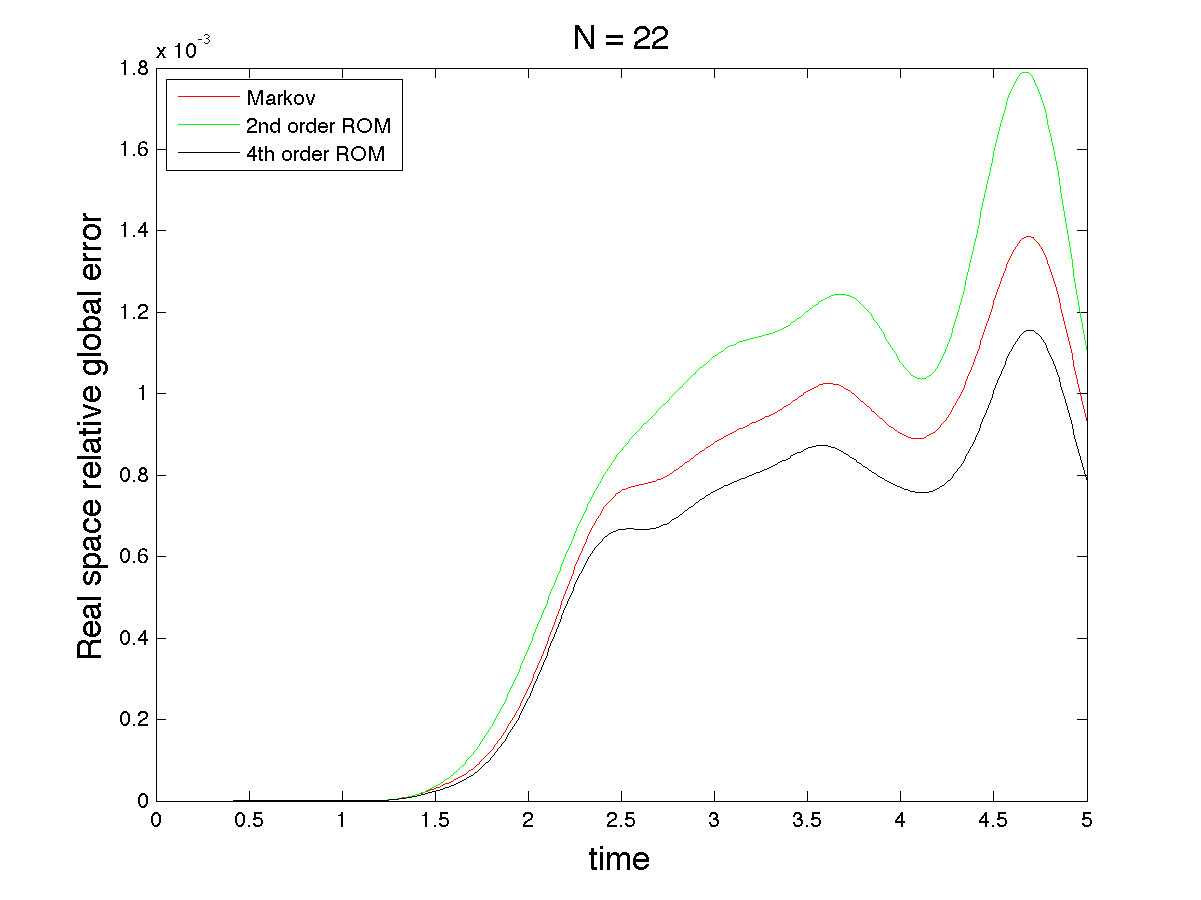 N = 22
x 10^-3
1.8
1.6
1.4
1.2
1
0.8
0.6
0.4
0.2
0
Real space relative global error
Markov
2nd order ROM
4th order ROM
0 0.5 1 1.5 2 2.5 3 3.5 4 4.5 5
time